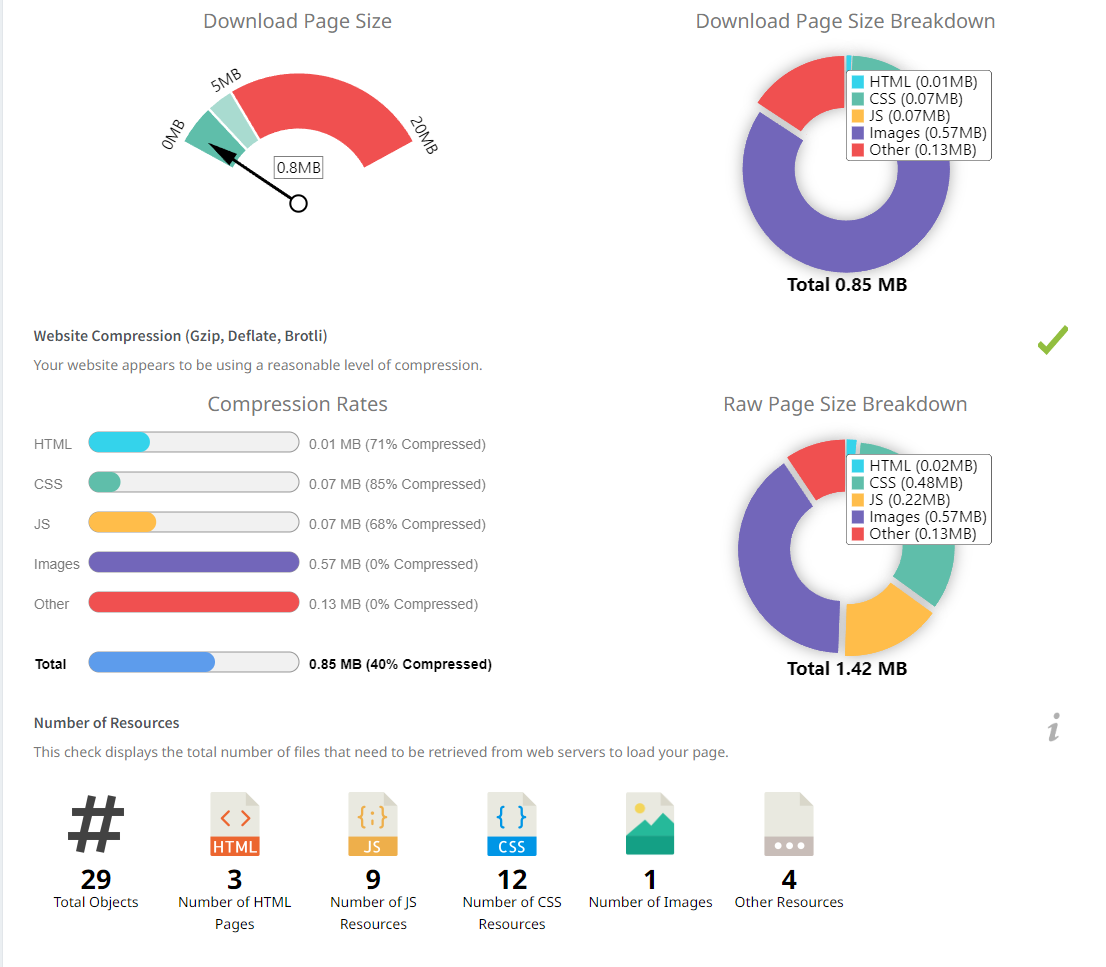 Download Page Size
0MB
5MB
20MB
0.8MB
Download Page Size Breakdown
HTML (0.01MB)
CSS (0.07MB)
JS (0.07MB)
Images (0.57MB)
Other (0.13MB)
Total 0.85 MB
Website Compression (Gzip, Deflate, Brotli)
Your website appears to be using a reasonable level of compression.
Compression Rates
HTML 0.01 MB (71% Compressed)
CSS 0.07 MB (85% Compressed)
JS 0.07 MB (68% Compressed)
Images 0.57 MB (0% Compressed)
Other 0.13 MB (0% Compressed)
Total 0.85 MB (40% Compressed)
Raw Page Size Breakdown
HTML (0.02MB)
CSS (0.48MB)
JS (0.22MB)
Images (0.57MB)
Other (0.13MB)
Total 1.42 MB
Number of Resources
i
This check displays the total number of files that need to be retrieved from web servers to load your page.
#
29
Total Objects
< >
HTML
3
Number of HTML
Pages
{;}
JS
9
Number of JS
Resources
{ }
CSS
12
Number of CSS
Resources
1
Number of Images
4
Other Resources